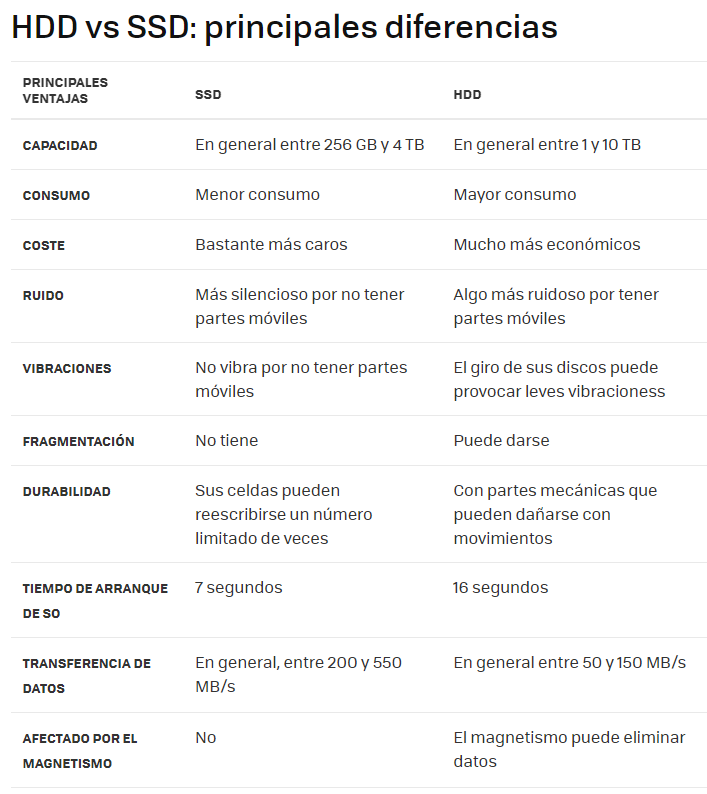 HDD vs SSD: principales diferencias
PRINCIPALES
VENTAJAS
SSD
HDD
CAPACIDAD
En general entre 256 GB y 4 TB
En general entre 1 y 10 TB
CONSUMO
Menor consumo
Mayor consumo
COSTE
Bastante más caros
Mucho más económicos
RUIDO
Más silencioso por no tener
partes móviles
Algo más ruidoso por tener
partes móviles
VIBRACIONES
No vibra por no tener partes
móviles
El giro de sus discos puede
provocar leves vibracioness
FRAGMENTACIÓN
No tiene
Puede darse
DURABILIDAD
Sus celdas pueden
reescribirse un número
limitado de veces
Con partes mecánicas que
pueden dañarse con
movimientos
TIEMPO DE ARRANQUE
DE SO
7 segundos
16 segundos
TRANSFERENCIA DE
DATOS
En general, entre 200 y 550
MB/s
En general entre 50 y 150 MB/s
AFECTADO POR EL
MAGNETISMO
No
El magnetismo puede eliminar
datos